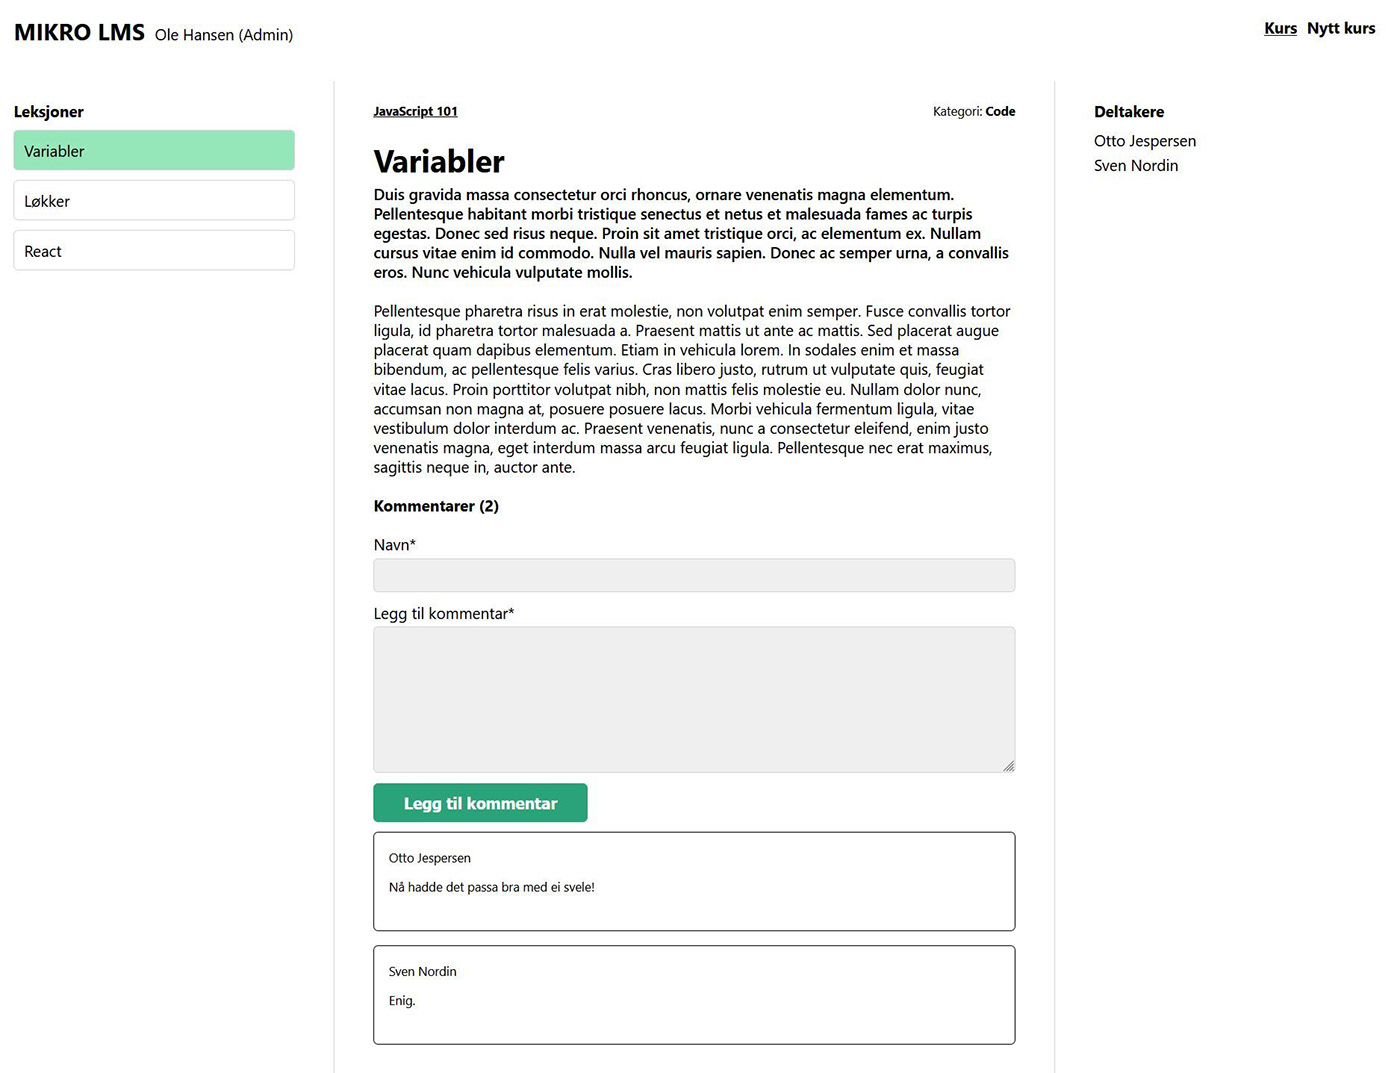 MIKRO LMS Ole Hansen (Admin)
Kurs Nytt kurs
Leksjoner
Variabler
Løkker
React
JavaScript 101
Kategori: Code
Variabler
Duis gravida massa consectetur orci rhoncus, ornare venenatis magna elementum.
Pellentesque habitant morbi tristique senectus et netus et malesuada fames ac turpis
egestas. Donec sed risus neque. Proin sit amet tristique orci, ac elementum ex. Nullam
cursus vitae enim id commodo. Nulla vel mauris sapien. Donec ac semper urna, a convallis
eros. Nunc vehicula vulputate mollis.
Pellentesque pharetra risus in erat molestie, non volutpat enim semper. Fusce convallis tortor
ligula, id pharetra tortor malesuada a. Praesent mattis ut ante ac mattis. Sed placerat augue
placerat quam dapibus elementum. Etiam in vehicula lorem. In sodales enim et massa
bibendum, ac pellentesque felis varius. Cras libero justo, rutrum ut vulputate quis, feugiat
vitae lacus. Proin porttitor volutpat nibh, non mattis felis molestie eu. Nullam dolor nunc,
accumsan non magna at, posuere posuere lacus. Morbi vehicula fermentum ligula, vitae
vestibulum dolor interdum ac. Praesent venenatis, nunc a consectetur eleifend, enim justo
venenatis magna, eget interdum massa arcu feugiat ligula. Pellentesque nec erat maximus,
sagittis neque in, auctor ante.
Kommentarer (2)
Navn*
Legg til kommentar*
Legg til kommentar
Otto Jespersen
Nå hadde det passa bra med ei svele!
Sven Nordin
Enig.
Deltakere
Otto Jespersen
Sven Nordin